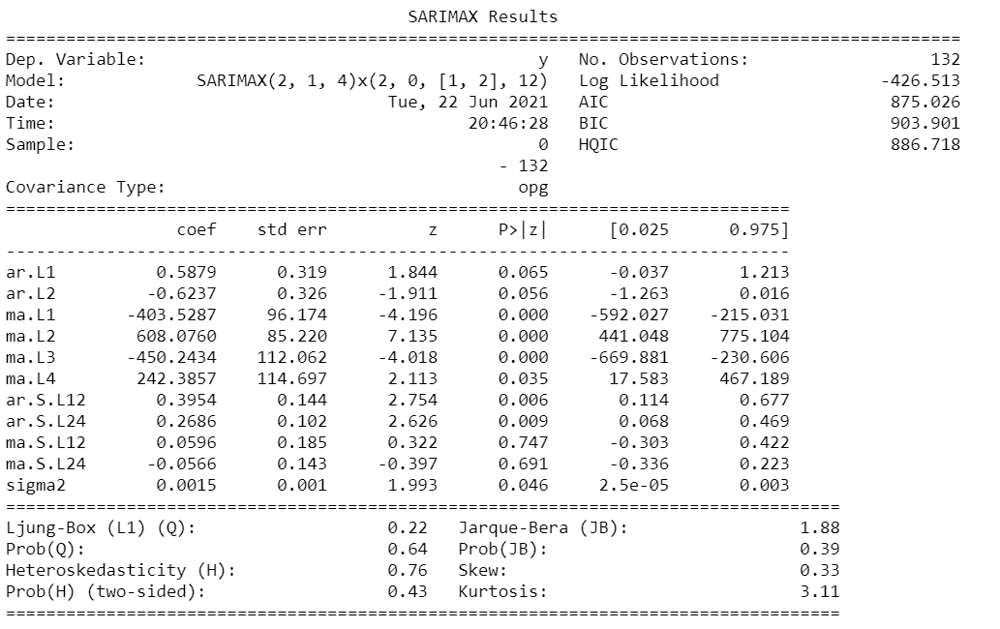 SARIMAX Results
==============================================================================================
Dep. Variable: y No. Observations: 132
Model: SARIMAX(2, 1, 4)x(2, 0, [1, 2], 12) Log Likelihood -426.513
Date: Tue, 22 Jun 2021 AIC 875.026
Time: 20:46:28 BIC 903.901
Sample: 0 HQIC 886.718
- 132
Covariance Type: opg
==============================================================================
coef std err z P>|z| [0.025 0.975]
------------------------------------------------------------------------------
ar.L1 0.5879 0.319 1.844 0.065 -0.037 1.213
ar.L2 -0.6237 0.326 -1.911 0.056 -1.263 0.016
ma.L1 -403.5287 96.174 -4.196 0.000 -592.027 -215.031
ma.L2 608.0760 85.220 7.135 0.000 441.048 775.104
ma.L3 -450.2434 112.062 -4.018 0.000 -669.881 -230.606
ma.L4 242.3857 114.697 2.113 0.035 17.583 467.189
ar.S.L12 0.3954 0.144 2.754 0.006 0.114 0.677
ar.S.L24 0.2686 0.102 2.626 0.009 0.068 0.469
ma.S.L12 0.0596 0.185 0.322 0.747 -0.303 0.422
ma.S.L24 -0.0566 0.143 -0.397 0.691 -0.336 0.223
sigma2 0.0015 0.001 1.993 0.046 2.5e-05 0.003
===================================================================================
Ljung-Box (L1) (Q): 0.22 Jarque-Bera (JB): 1.88
Prob(Q): 0.64 Prob(JB): 0.39
Heteroskedasticity (H): 0.76 Skew: 0.33
Prob(H) (two-sided): 0.43 Kurtosis: 3.11
===================================================================================